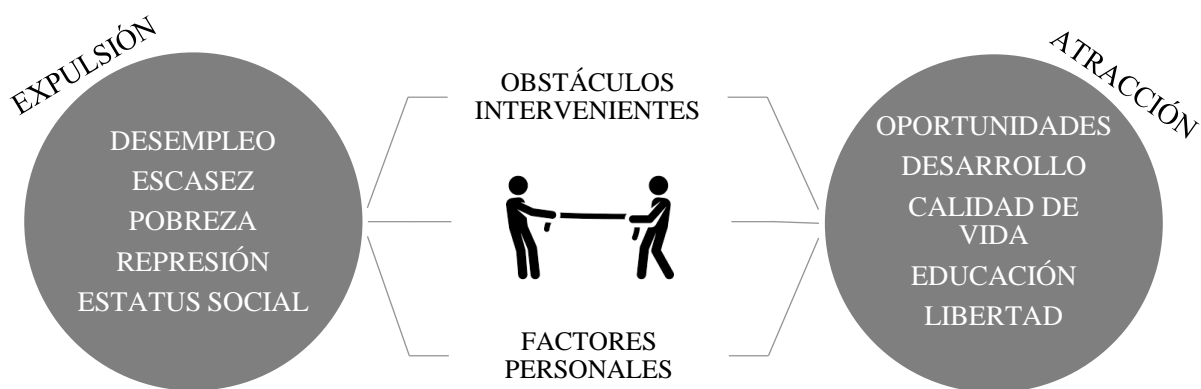 EXPULSIÓN
DESEMPLEO
ESCASEZ
POBREZA
REPRESIÓN
ESTATUS SOCIAL
OBSTÁCULOS
INTERVENIENTES
FACTORES
PERSONALES
ATRACCIÓN
OPORTUNIDADES
DESARROLLO
CALIDAD DE
VIDA
EDUCACIÓN
LIBERTAD